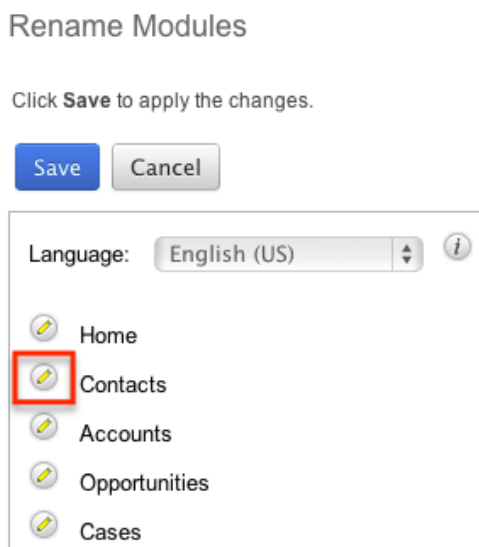 Rename Modules
Click Save to apply the changes.
Save Cancel
Language: English (US) i
Home
Contacts
Accounts
Opportunities
Cases